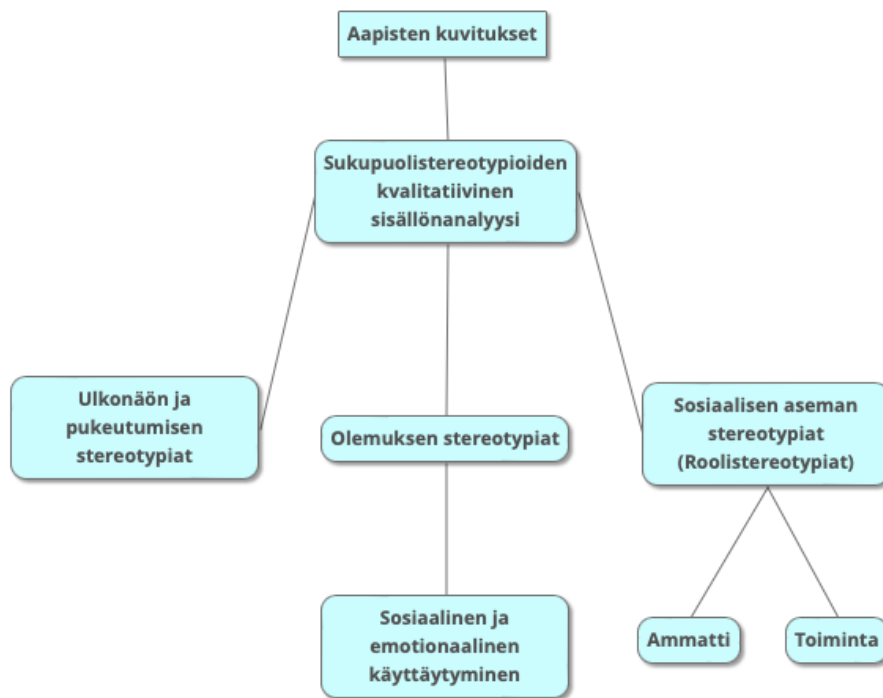 Aapisten kuvitukset
Sukupuolistereotypioiden
kvalitatiivinen
sisällönanalyysi
Ulkonäön ja
pukeutumisen
stereotypiat
Olemuksen stereotypiat
Sosiaalisen aseman
stereotypiat
(Roolistereotypiat)
Sosiaalinen ja
emotionaalinen
käyttäytyminen
Ammatti
Toiminta